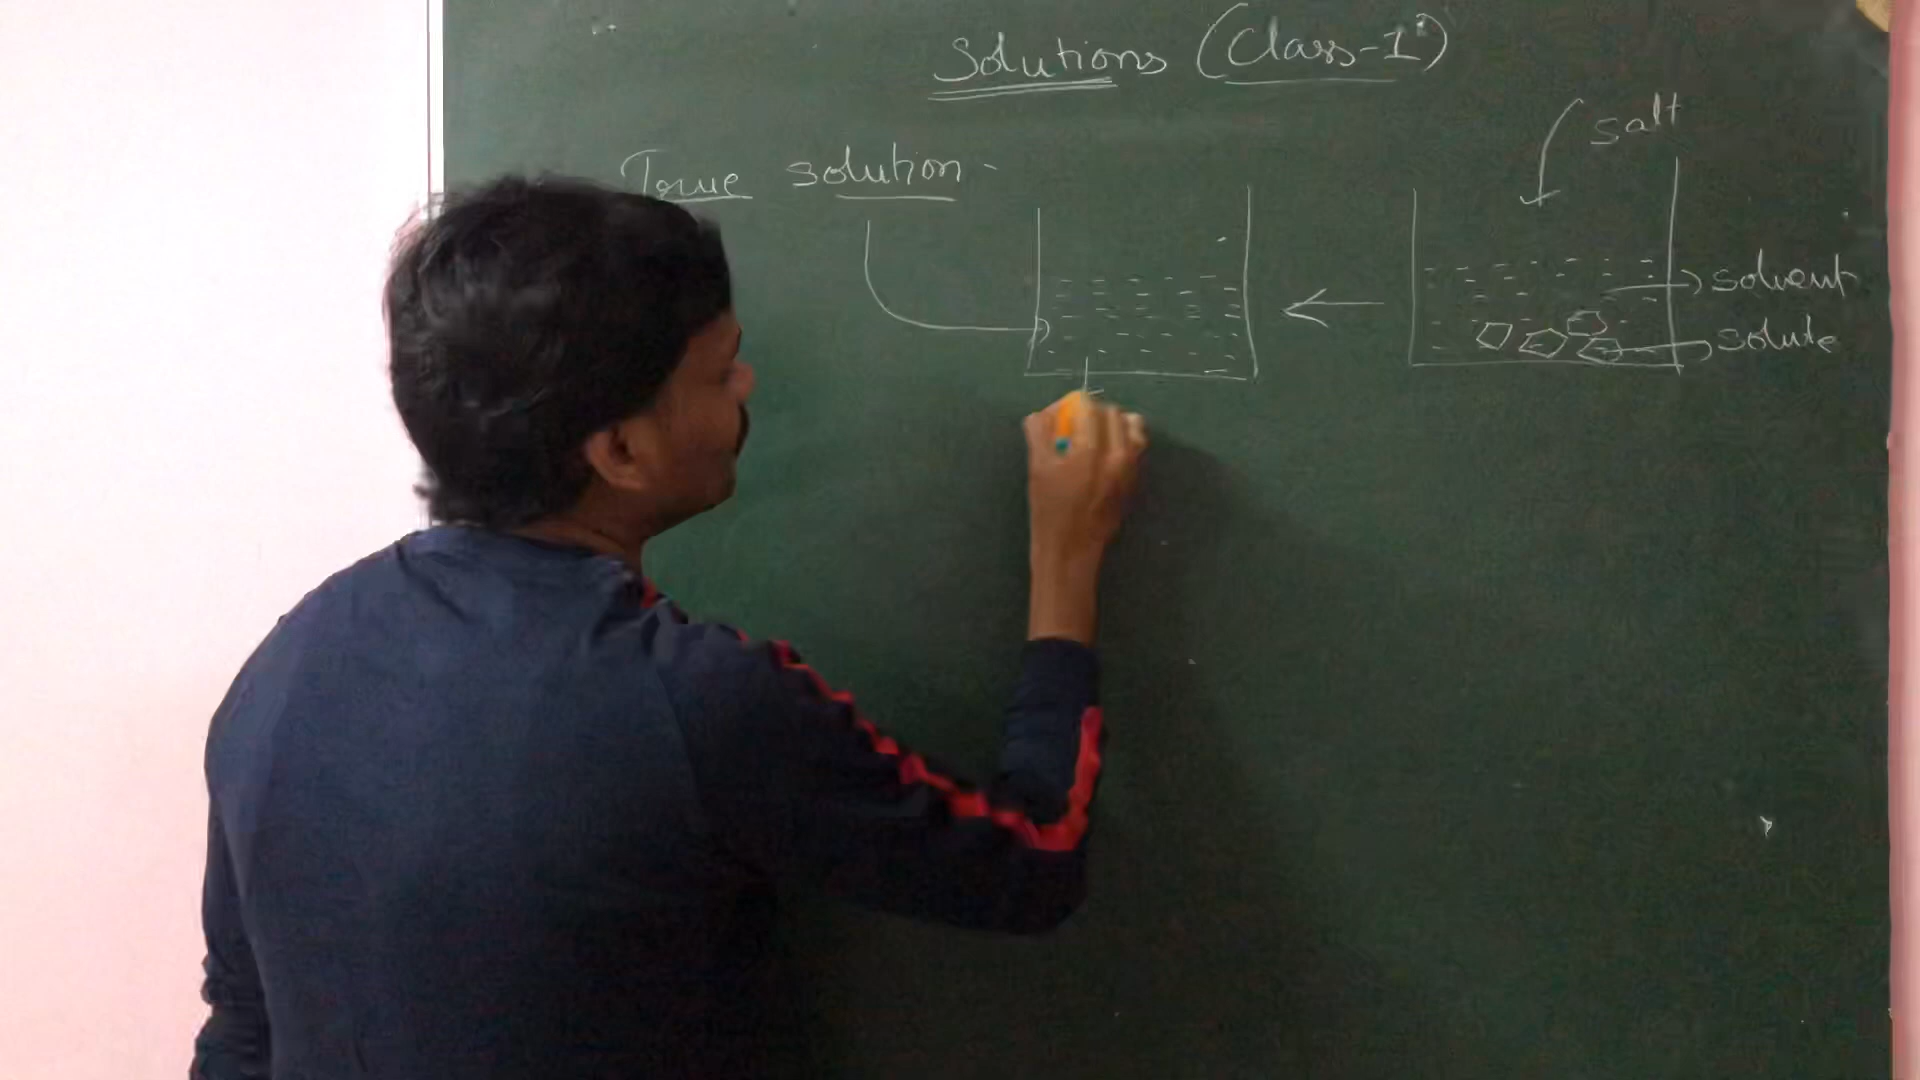 Solutions (Class-1)
True solution -
salt
solvent
solute